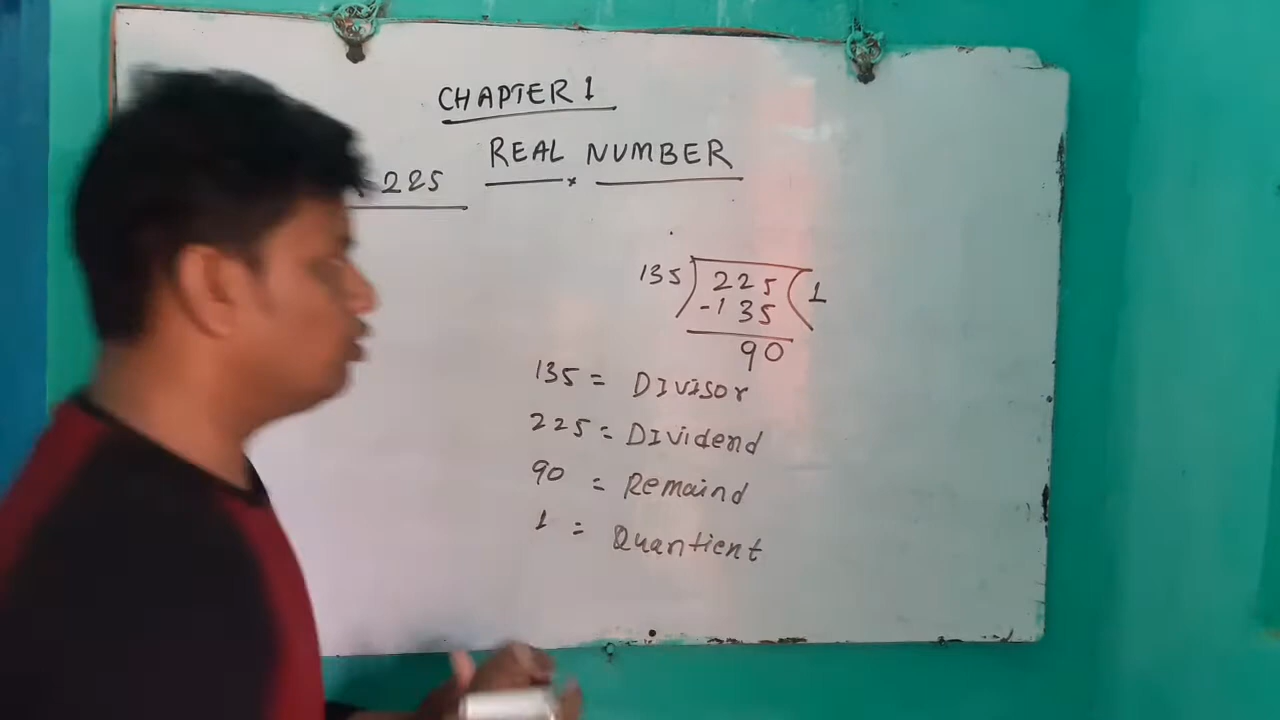 CHAPTER 1
REAL NUMBER
225
135) 225 (1
-135
90
135 = DIVISOr
225 = DIvidend
90 = Remaind
1 = Quantient